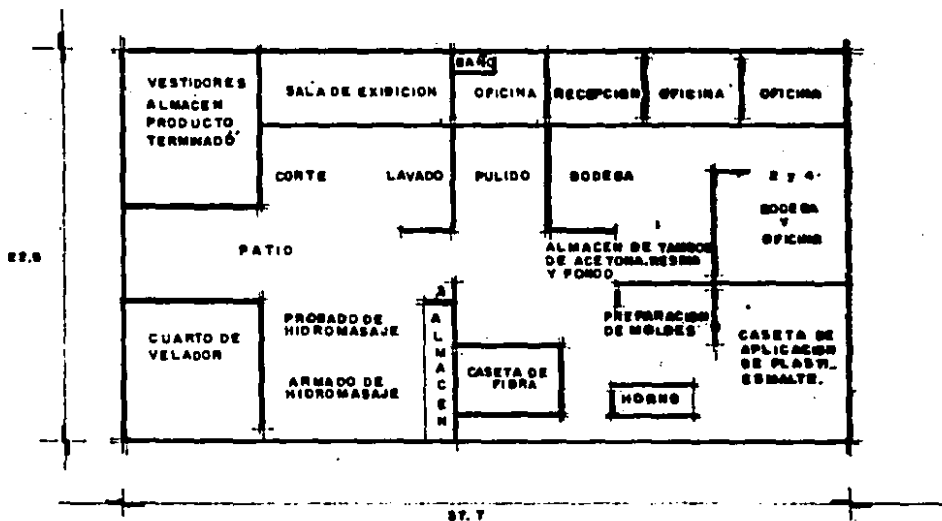 BAÑO
VESTIDORES
ALMACEN
PRODUCTO
TERMINADO
SALA DE EXIBICION
OFICINA
RECEPCION
OFICINA
OFICINA
CORTE
LAVADO
PULIDO
BODEGA
2 y 4
BODEGA
Y
OFICINA
PATIO
22.5
1
ALMACEN DE TAMBOS
DE ACETONA, RESINA
Y FONDO
3
ALMACEN
CUARTO DE
VELADOR
PROBADO DE
HIDROMASAJE
ARMADO DE
HIDROMASAJE
CASETA DE
FIBRA
PREPARACION
DE MOLDES
HORNO
CASETA DE
APLICACION
DE PLASTI_
ESMALTE.
37.7